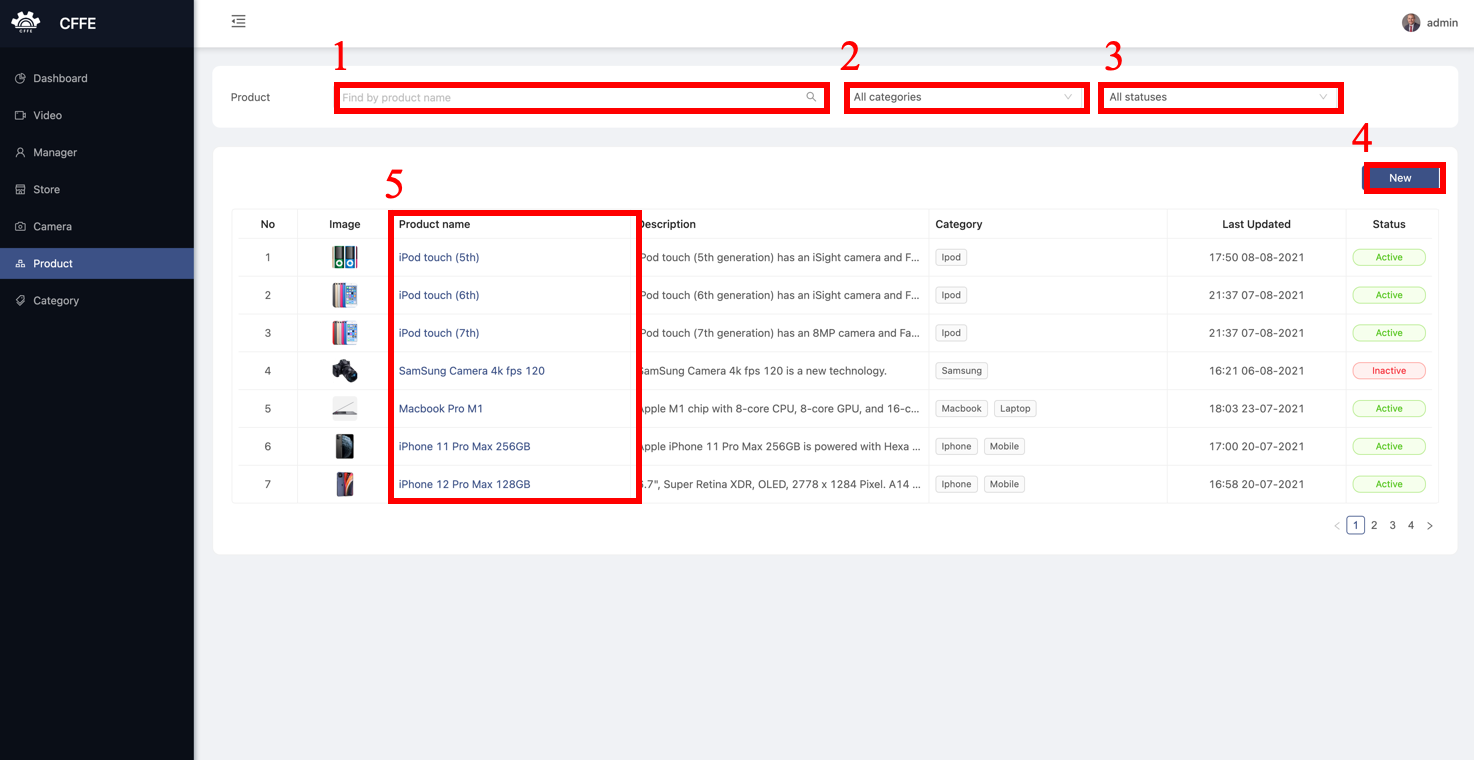 CFFE
CFFE
admin
1
2
3
Product
Find by product name
All categories
All statuses
Dashboard
Video
Manager
Store
Camera
Product
Category
4
New
5
No Image Product name Description Category Last Updated Status
1 iPod touch (5th) iPod touch (5th generation) has an iSight camera and F... Ipod 17:50 08-08-2021 Active
2 iPod touch (6th) iPod touch (6th generation) has an iSight camera and F... Ipod 21:37 07-08-2021 Active
3 iPod touch (7th) iPod touch (7th generation) has an 8MP camera and Fa... Ipod 21:37 07-08-2021 Active
4 SamSung Camera 4k fps 120 SamSung Camera 4k fps 120 is a new technology. Samsung 16:21 06-08-2021 Inactive
5 Macbook Pro M1 Apple M1 chip with 8-core CPU, 8-core GPU, and 16-c... Macbook Laptop 18:03 23-07-2021 Active
6 iPhone 11 Pro Max 256GB Apple iPhone 11 Pro Max 256GB is powered with Hexa ... Iphone Mobile 17:00 20-07-2021 Active
7 iPhone 12 Pro Max 128GB 6.7", Super Retina XDR, OLED, 2778 x 1284 Pixel. A14 ... Iphone Mobile 16:58 20-07-2021 Active
< 1 2 3 4 >